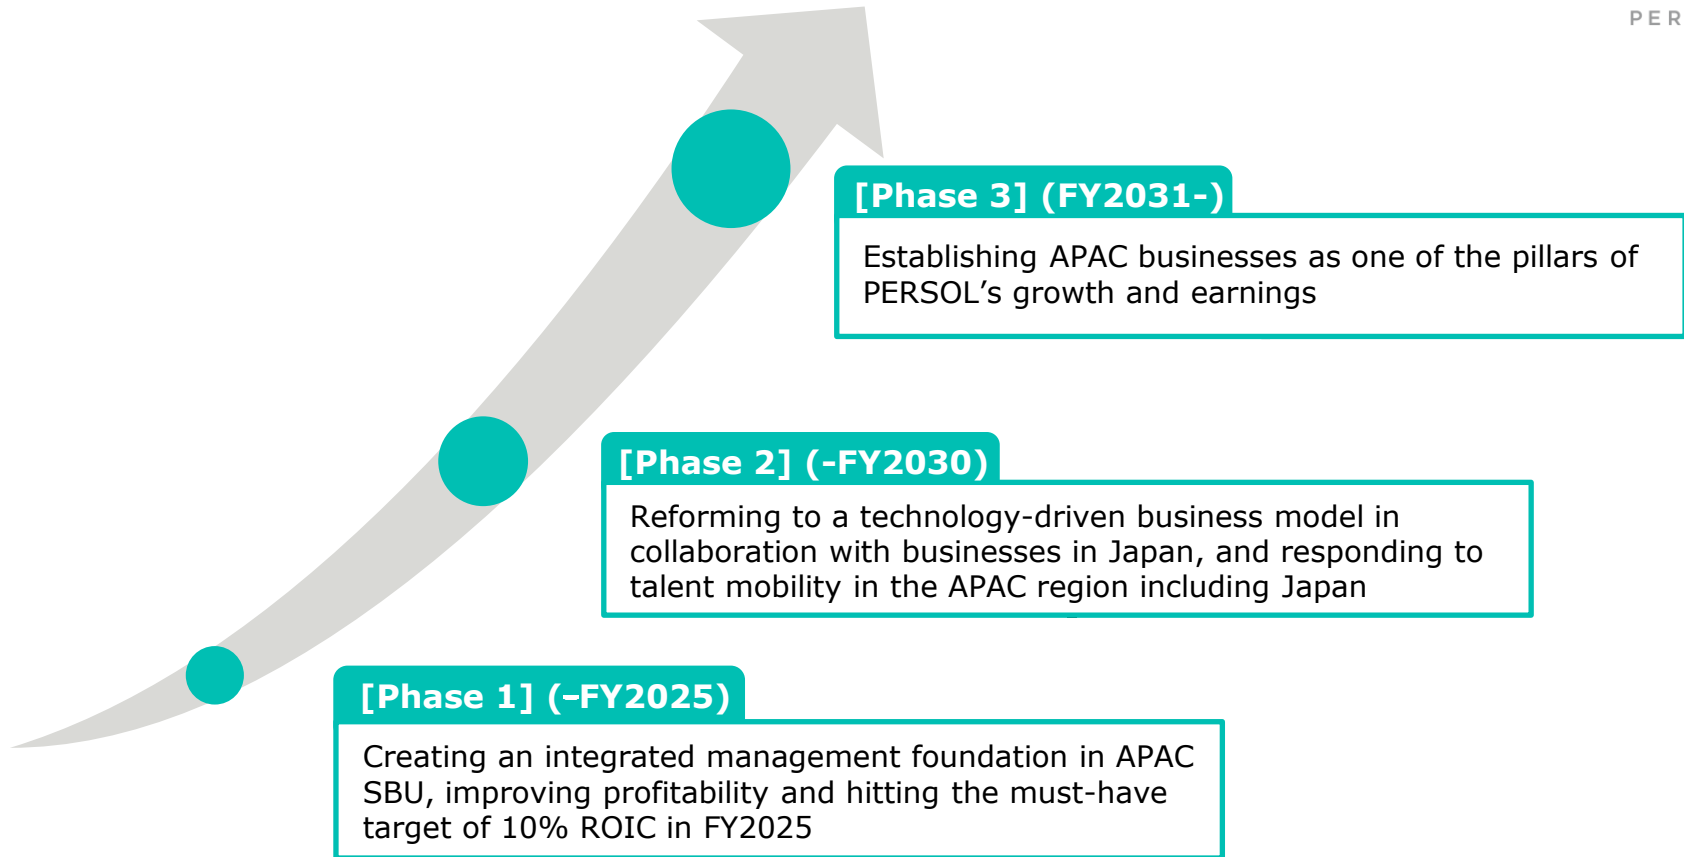 PER
[Phase 3] (FY2031-)
Establishing APAC businesses as one of the pillars of
PERSOL’s growth and earnings
[Phase 2] (-FY2030)
Reforming to a technology-driven business model in
collaboration with businesses in Japan, and responding to
talent mobility in the APAC region including Japan
[Phase 1] (–FY2025)
Creating an integrated management foundation in APAC
SBU, improving profitability and hitting the must-have
target of 10% ROIC in FY2025